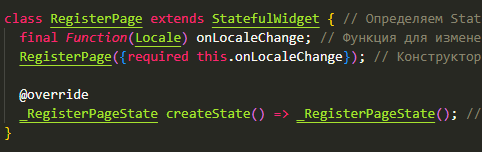 class RegisterPage extends StatefulWidget { // Определяем Stat
final Function(Locale) onLocaleChange; // Функция для измене
RegisterPage({required this.onLocaleChange}); // Конструктор
@override
_RegisterPageState createState() => _RegisterPageState(); //
}